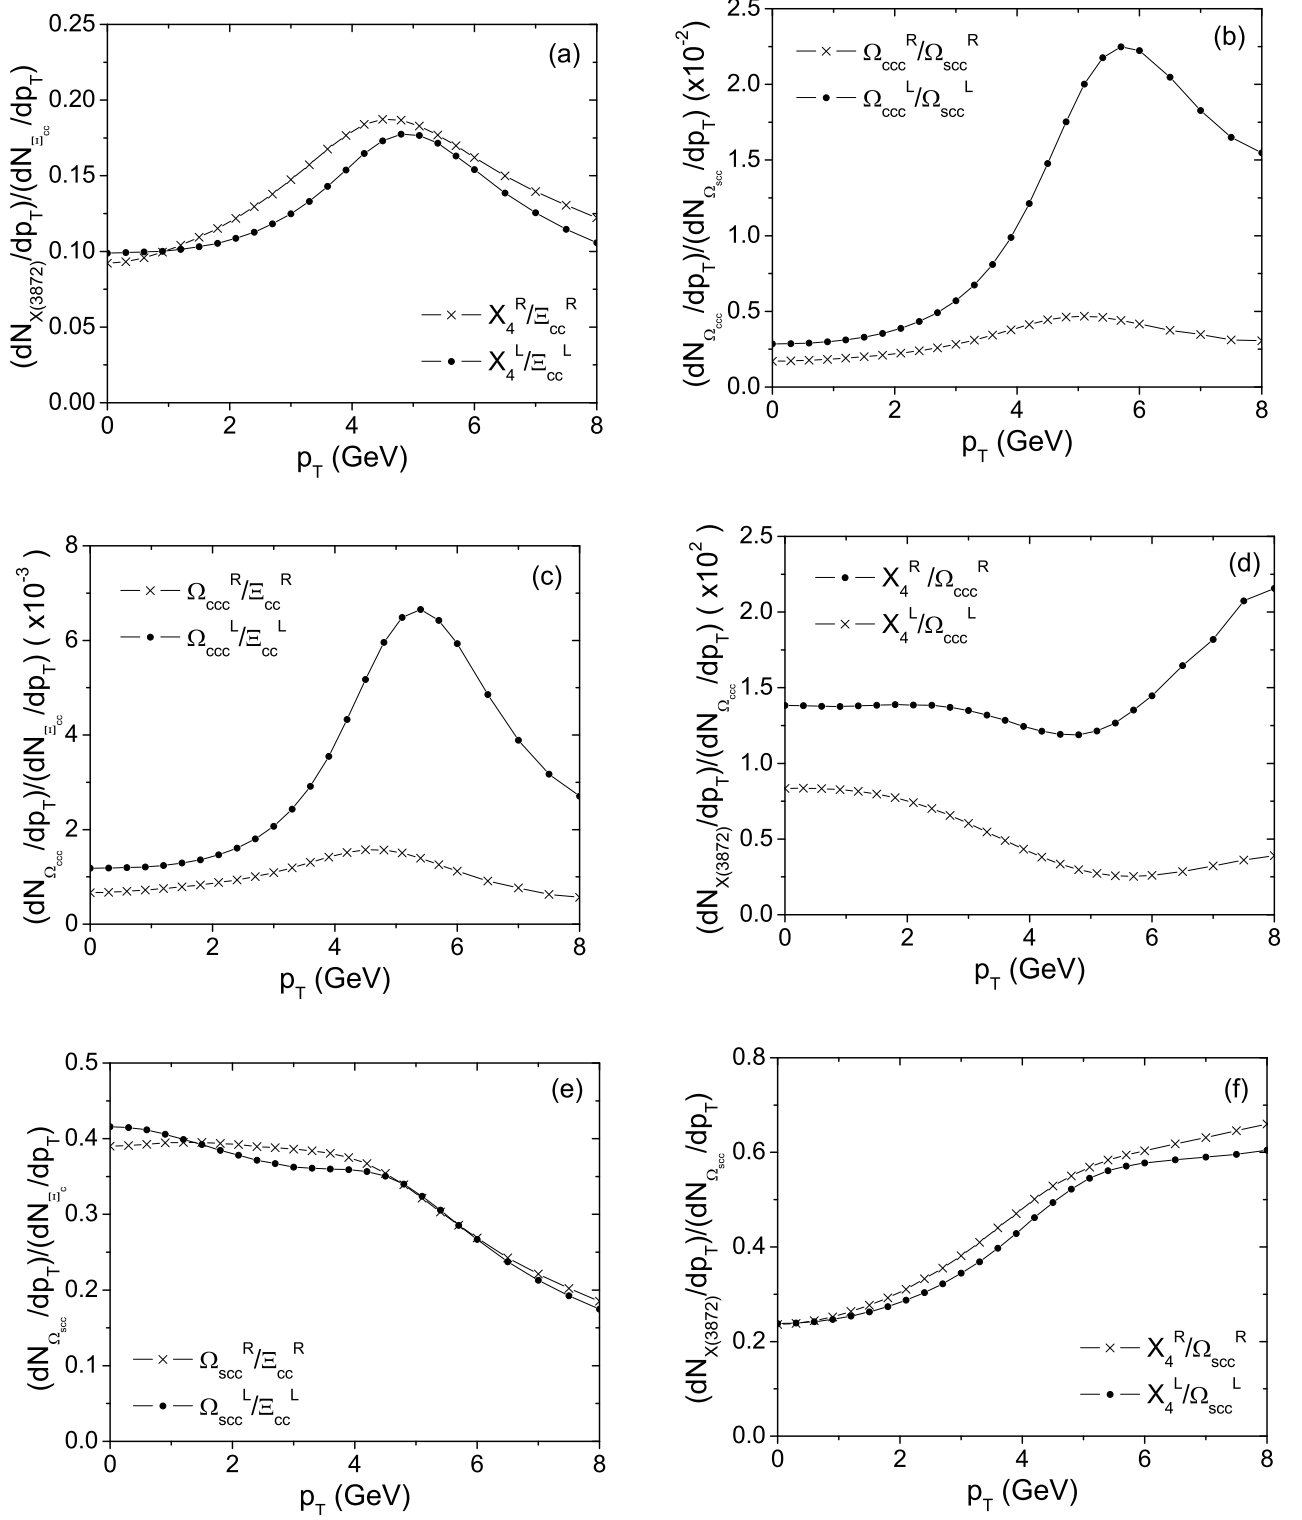 (a)
(dN_X(3872)/dp_T)/(dN_Ξcc/dp_T)
0.25
0.20
0.15
0.10
0.05
0.00
X_4^R/Ξ_cc^R
X_4^L/Ξ_cc^L
0 2 4 6 8
p_T (GeV)
(b)
(dN_Ωccc/dp_T)/(dN_Ωscc/dp_T) (x10^-2)
2.5
2.0
1.5
1.0
0.5
0.0
Ω_ccc^R/Ω_scc^R
Ω_ccc^L/Ω_scc^L
0 2 4 6 8
p_T (GeV)
(c)
(dN_Ωccc/dp_T)/(dN_Ξcc/dp_T) ( x10^-3)
8
6
4
2
0
Ω_ccc^R/Ξ_cc^R
Ω_ccc^L/Ξ_cc^L
0 2 4 6 8
p_T (GeV)
(d)
(dN_X(3872)/dp_T)/(dN_Ωccc/dp_T) ( x10^2)
2.5
2.0
1.5
1.0
0.5
0.0
X_4^R/Ω_ccc^R
X_4^L/Ω_ccc^L
0 2 4 6 8
p_T (GeV)
(e)
(dN_Ωscc/dp_T)/(dN_Ξc/dp_T)
0.5
0.4
0.3
0.2
0.1
0.0
Ω_scc^R/Ξ_cc^R
Ω_scc^L/Ξ_cc^L
0 2 4 6 8
p_T (GeV)
(f)
(dN_X(3872)/dp_T)/(dN_Ωscc/dp_T)
0.8
0.6
0.4
0.2
0.0
X_4^R/Ω_scc^R
X_4^L/Ω_scc^L
0 2 4 6 8
p_T (GeV)